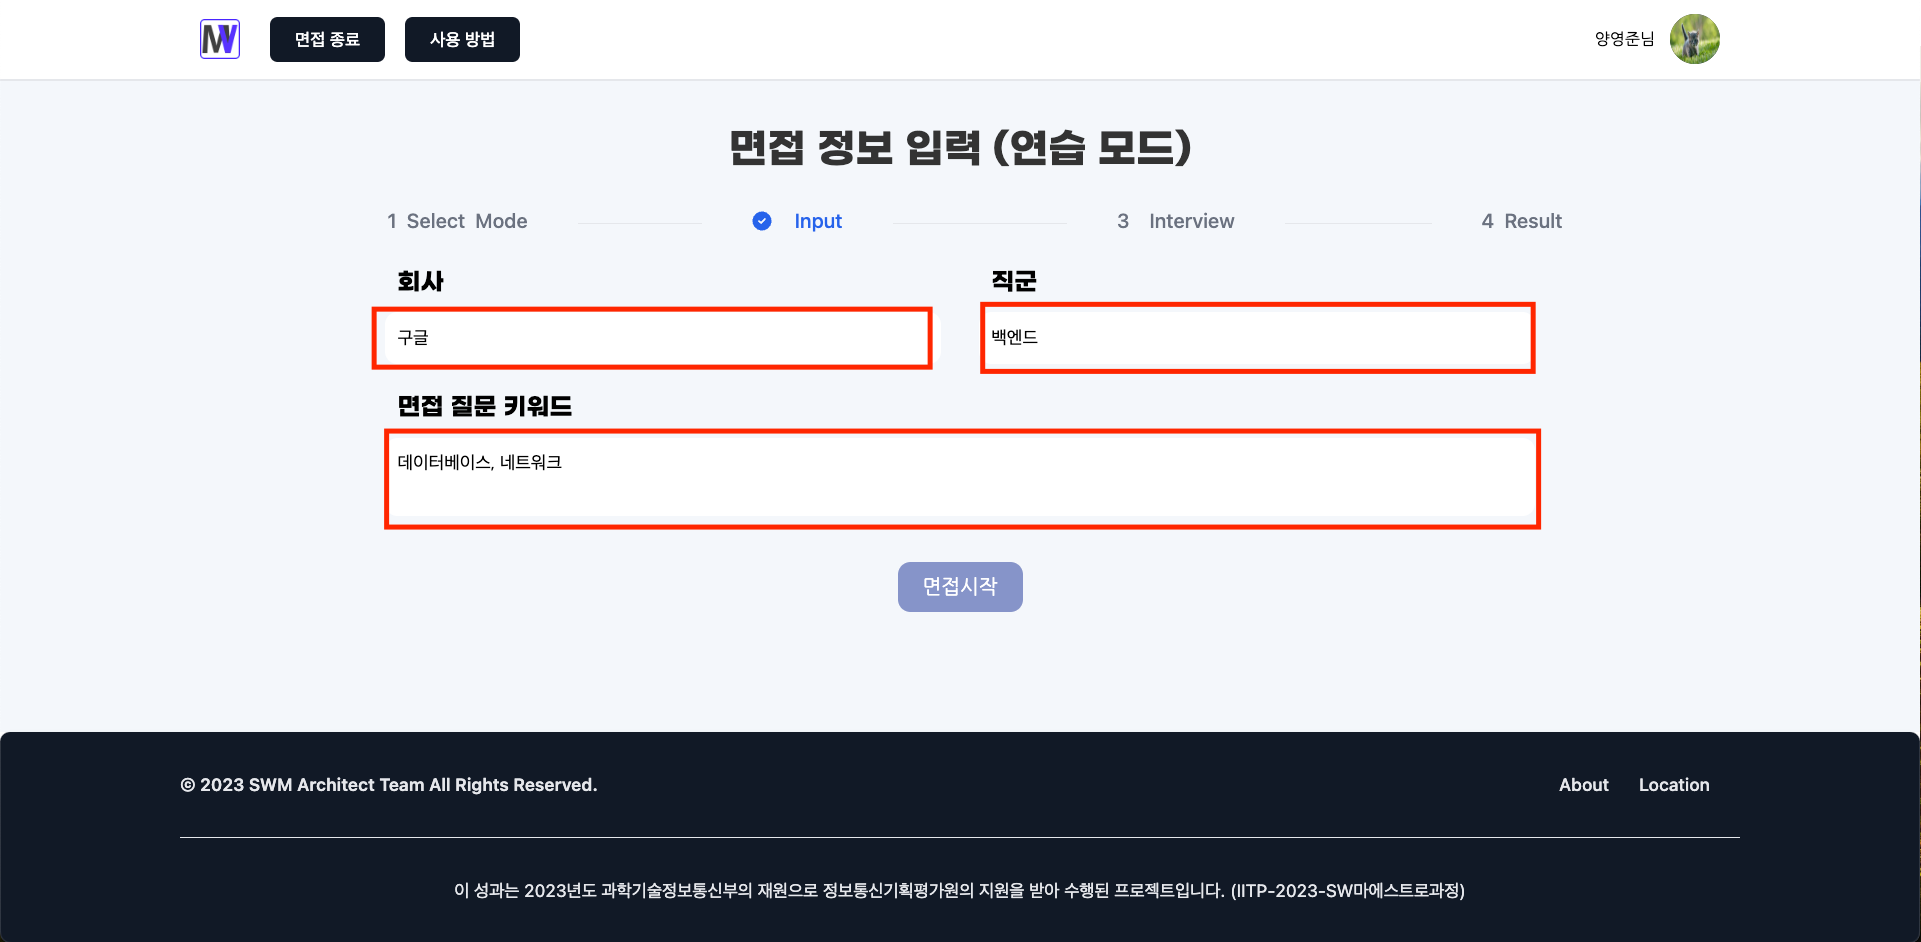 MV
면접 종료
사용 방법
양영준님
면접 정보 입력 (연습 모드)
1 Select Mode
Input
3 Interview
4 Result
회사
직군
구글
백엔드
면접 질문 키워드
데이터베이스, 네트워크
면접시작
© 2023 SWM Architect Team All Rights Reserved.
About
Location
이 성과는 2023년도 과학기술정보통신부의 재원으로 정보통신기획평가원의 지원을 받아 수행된 프로젝트입니다. (IITP-2023-SW마에스트로과정)